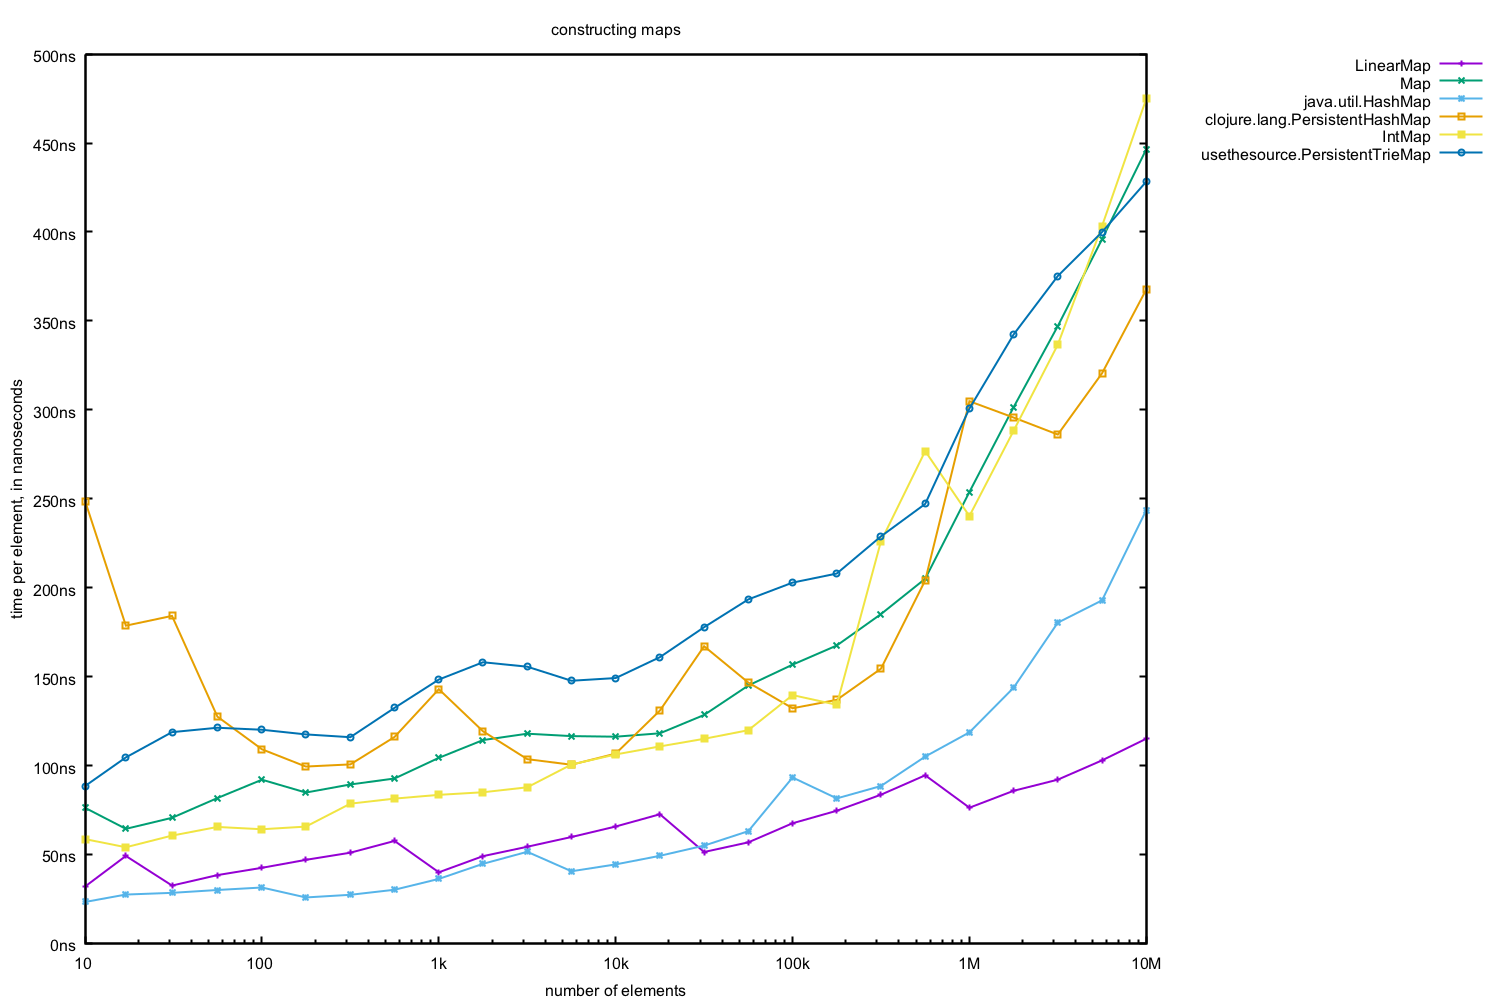 constructing maps
500ns
450ns
400ns
350ns
300ns
250ns
200ns
150ns
100ns
50ns
0ns
time per element, in nanoseconds
10
100
1k
10k
100k
1M
10M
number of elements
LinearMap
Map
java.util.HashMap
clojure.lang.PersistentHashMap
IntMap
usethesource.PersistentTrieMap